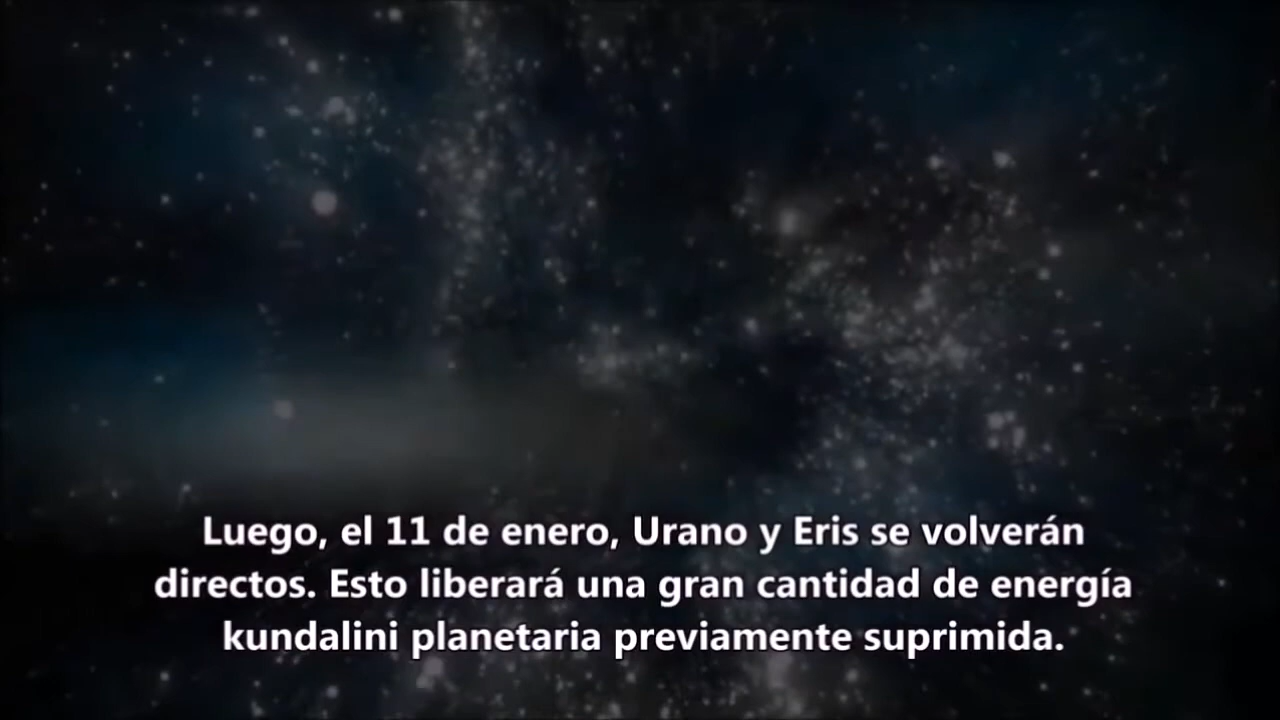 Luego, el 11 de enero, Urano y Eris se volverán
directos. Esto liberará una gran cantidad de energía
kundalini planetaria previamente suprimida.